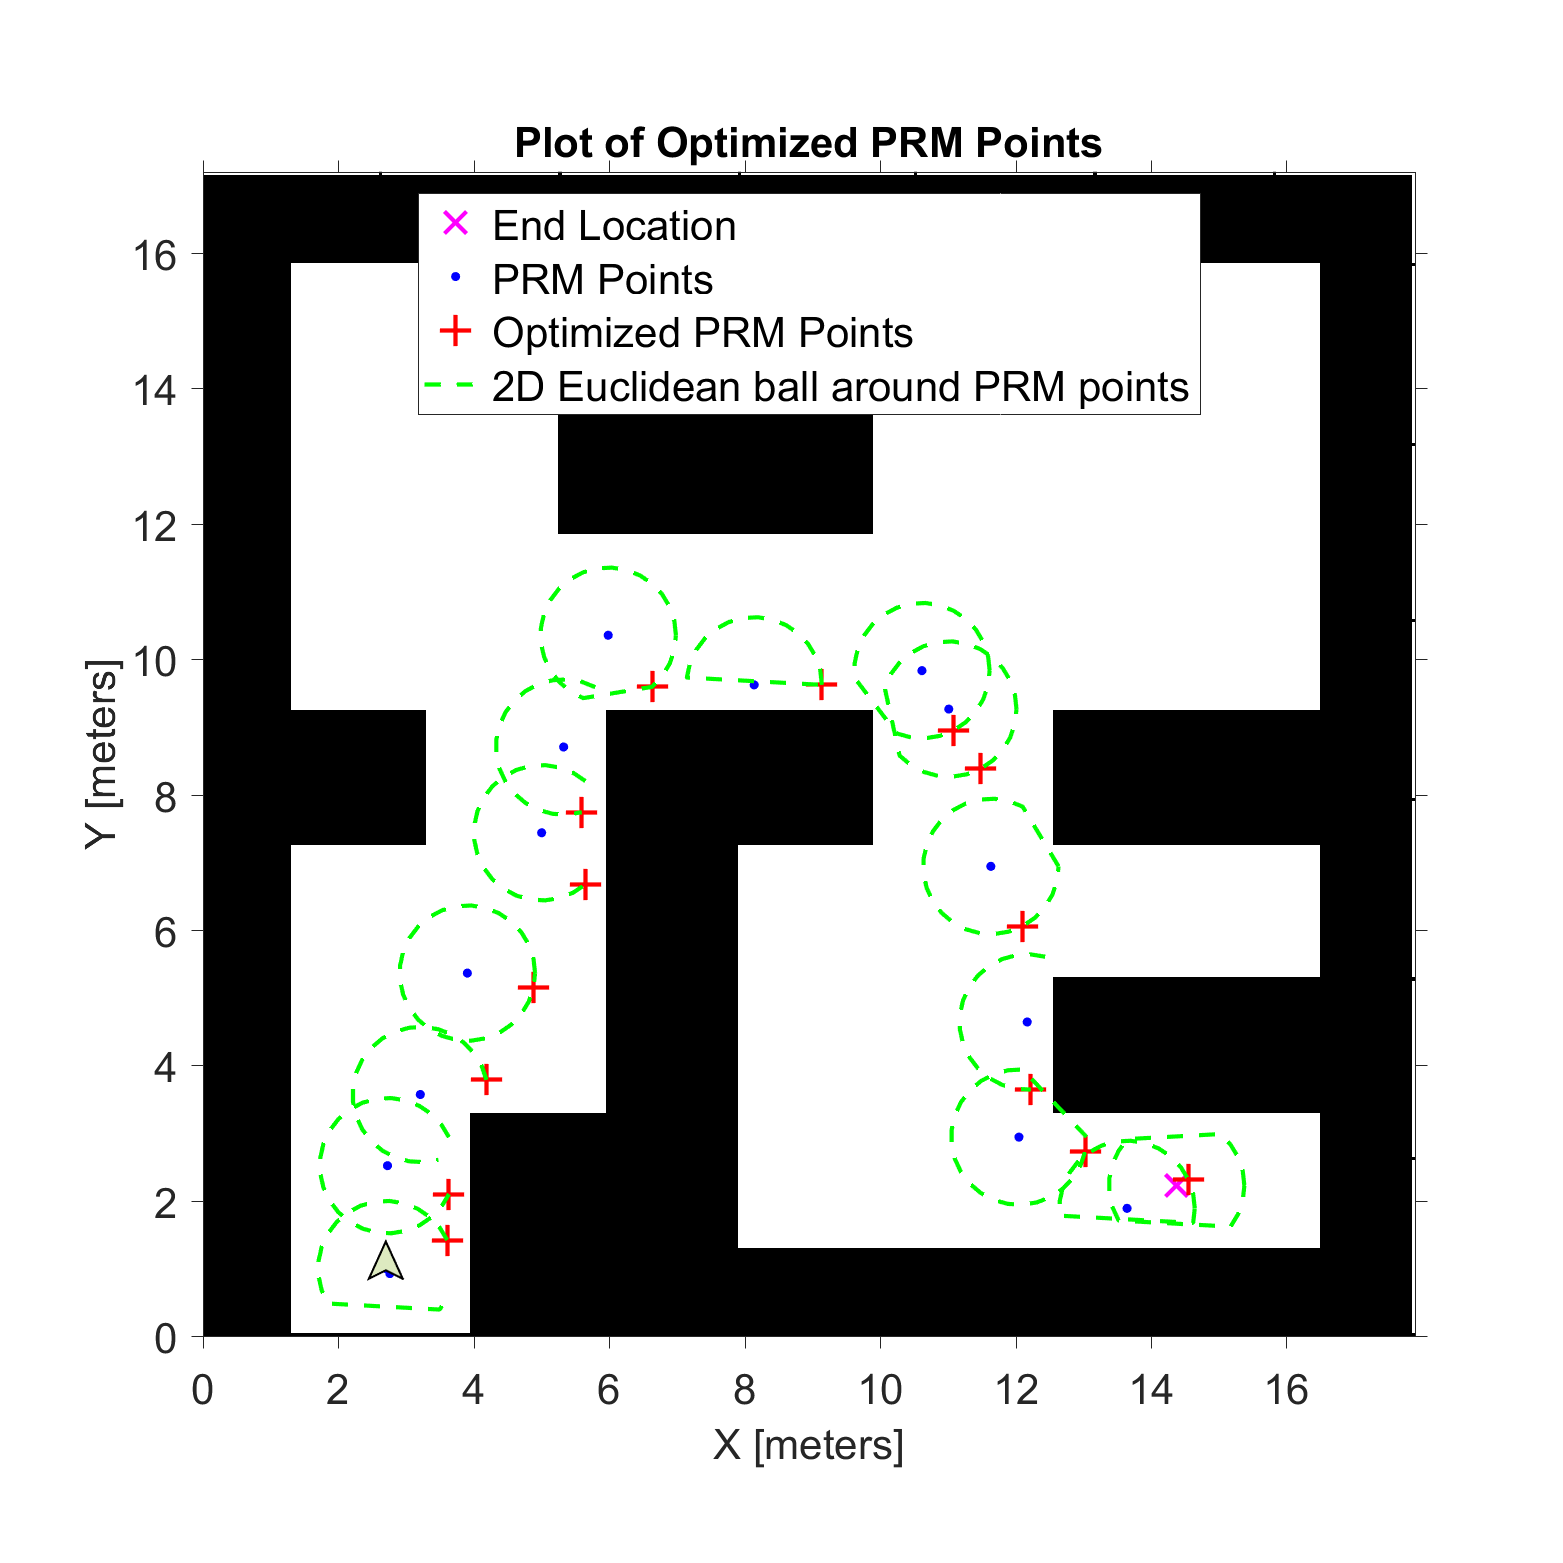 Plot of Optimized PRM Points
End Location
PRM Points
Optimized PRM Points
2D Euclidean ball around PRM points
16
14
12
10
8
6
4
2
0
Y [meters]
0 2 4 6 8 10 12 14 16
X [meters]